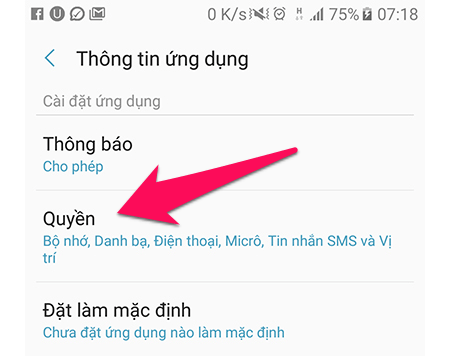 0 K/s 75% 07:18
Thông tin ứng dụng
Cài đặt ứng dụng
Thông báo
Cho phép
Quyền
Bộ nhớ, Danh bạ, Điện thoại, Micrô, Tin nhắn SMS và Vị
trí
Đặt làm mặc định
Chưa đặt ứng dụng nào làm mặc định